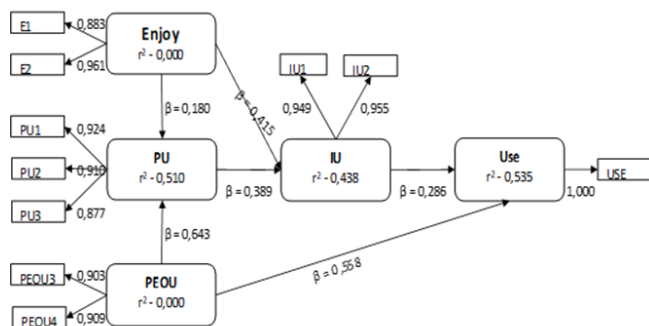 E1
0,883
Enjoy
r² - 0,000
E2
0,961
IU1
IU2
0,949
0,955
β = 0,180
β = 0,415
PU1
0,924
PU2
0,910
PU3
0,877
PU
r² - 0,510
β = 0,389
IU
r² - 0,438
β = 0,286
Use
r² - 0,535
1,000
USE
β = 0,643
β = 0,558
PEOU3
0,903
PEOU4
0,909
PEOU
r² - 0,000